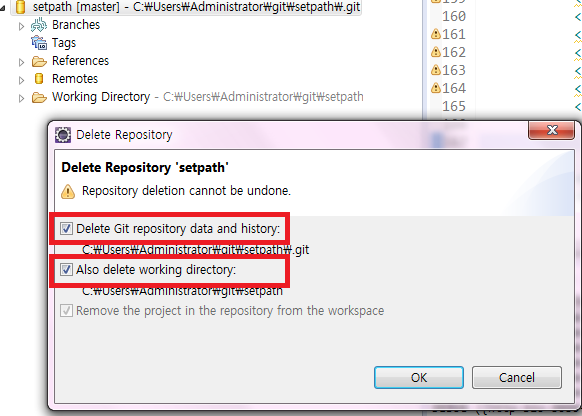 setpath [master] - C:₩Users₩Administrator₩git₩setpath₩.git
Branches
Tags
References
Remotes
Working Directory - C:₩Users₩Administrator₩git₩setpath
160
161
162
163
164
165
Delete Repository
Delete Repository 'setpath'
Repository deletion cannot be undone.
Delete Git repository data and history:
C:₩Users₩Administrator₩git₩setpath₩.git
Also delete working directory:
C:₩Users₩Administrator₩git₩setpath
Remove the project in the repository from the workspace
OK
Cancel